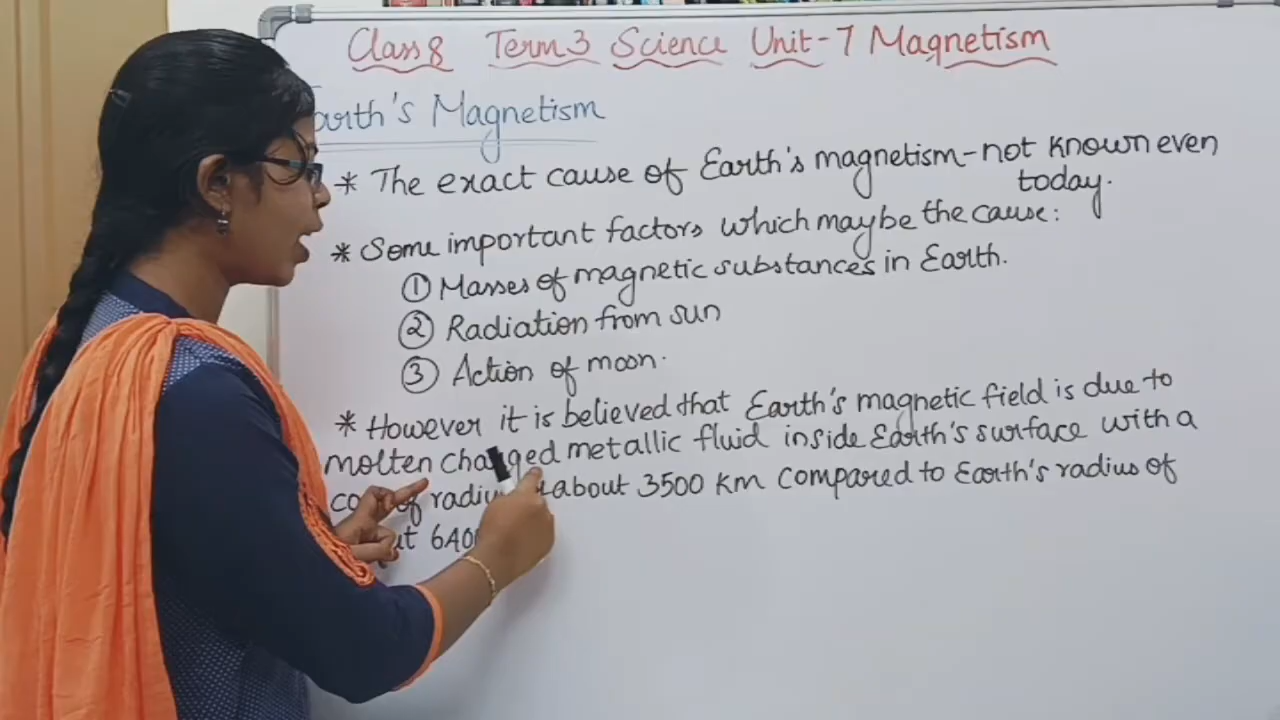 Class 8 Term 3 Science Unit-7 Magnetism
Earth's Magnetism
* The exact cause of Earth's magnetism - not known even
today.
* Some important factors which maybe the cause:
① Masses of magnetic substances in Earth.
② Radiation from sun
③ Action of moon.
* However it is believed that Earth's magnetic field is due to
molten charged metallic fluid inside Earth's surface with a
radius about 3500 km compared to Earth's radius of